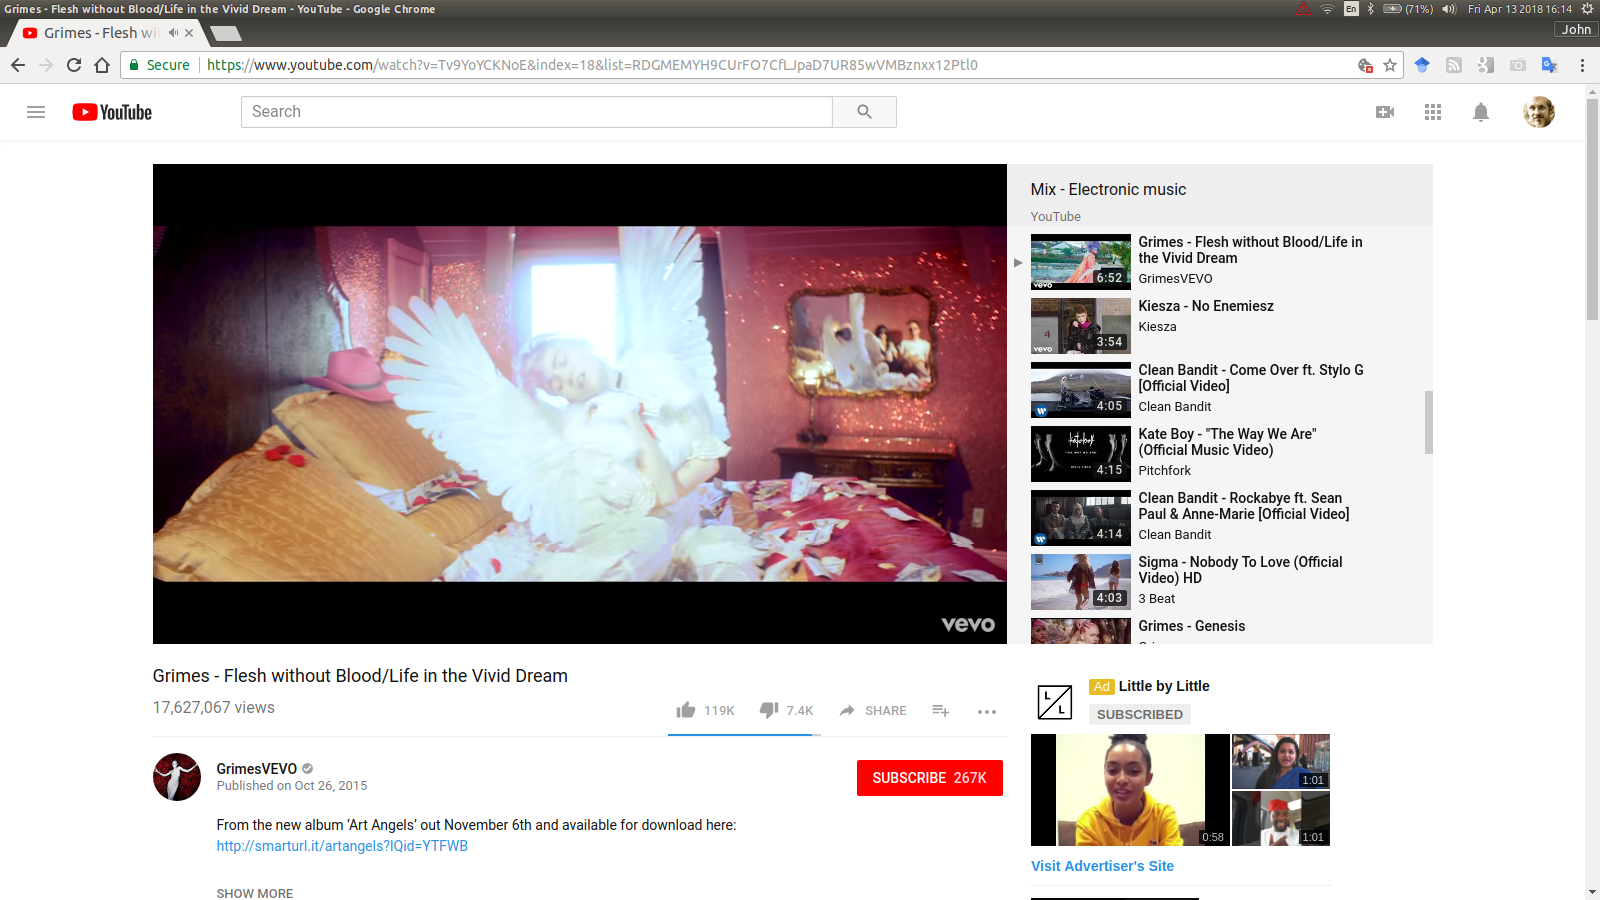 Grimes - Flesh without Blood/Life in the Vivid Dream - YouTube - Google Chrome
En
(71%)
Fri Apr 13 2018 16:14
Grimes - Flesh wi
John
Secure
https://www.youtube.com/watch?v=Tv9YoYCKNoE&index=18&list=RDGMEMYH9CUrFO7CfLJpaD7UR85wVMBznxx12Ptl0
YouTube
Search
Mix - Electronic music
YouTube
Grimes - Flesh without Blood/Life in
the Vivid Dream
GrimesVEVO
6:52
vevo
Kiesza - No Enemiesz
Kiesza
3:54
vevo
Clean Bandit - Come Over ft. Stylo G
[Official Video]
Clean Bandit
4:05
Kate Boy - "The Way We Are"
(Official Music Video)
Pitchfork
4:15
Clean Bandit - Rockabye ft. Sean
Paul & Anne-Marie [Official Video]
Clean Bandit
4:14
Sigma - Nobody To Love (Official
Video) HD
3 Beat
4:03
Grimes - Genesis
vevo
Grimes - Flesh without Blood/Life in the Vivid Dream
17,627,067 views
119K
7.4K
SHARE
GrimesVEVO
Published on Oct 26, 2015
SUBSCRIBE 267K
From the new album ‘Art Angels’ out November 6th and available for download here:
http://smarturl.it/artangels?IQid=YTFWB
SHOW MORE
L
L
Ad Little by Little
SUBSCRIBED
0:58
1:01
1:01
Visit Advertiser's Site